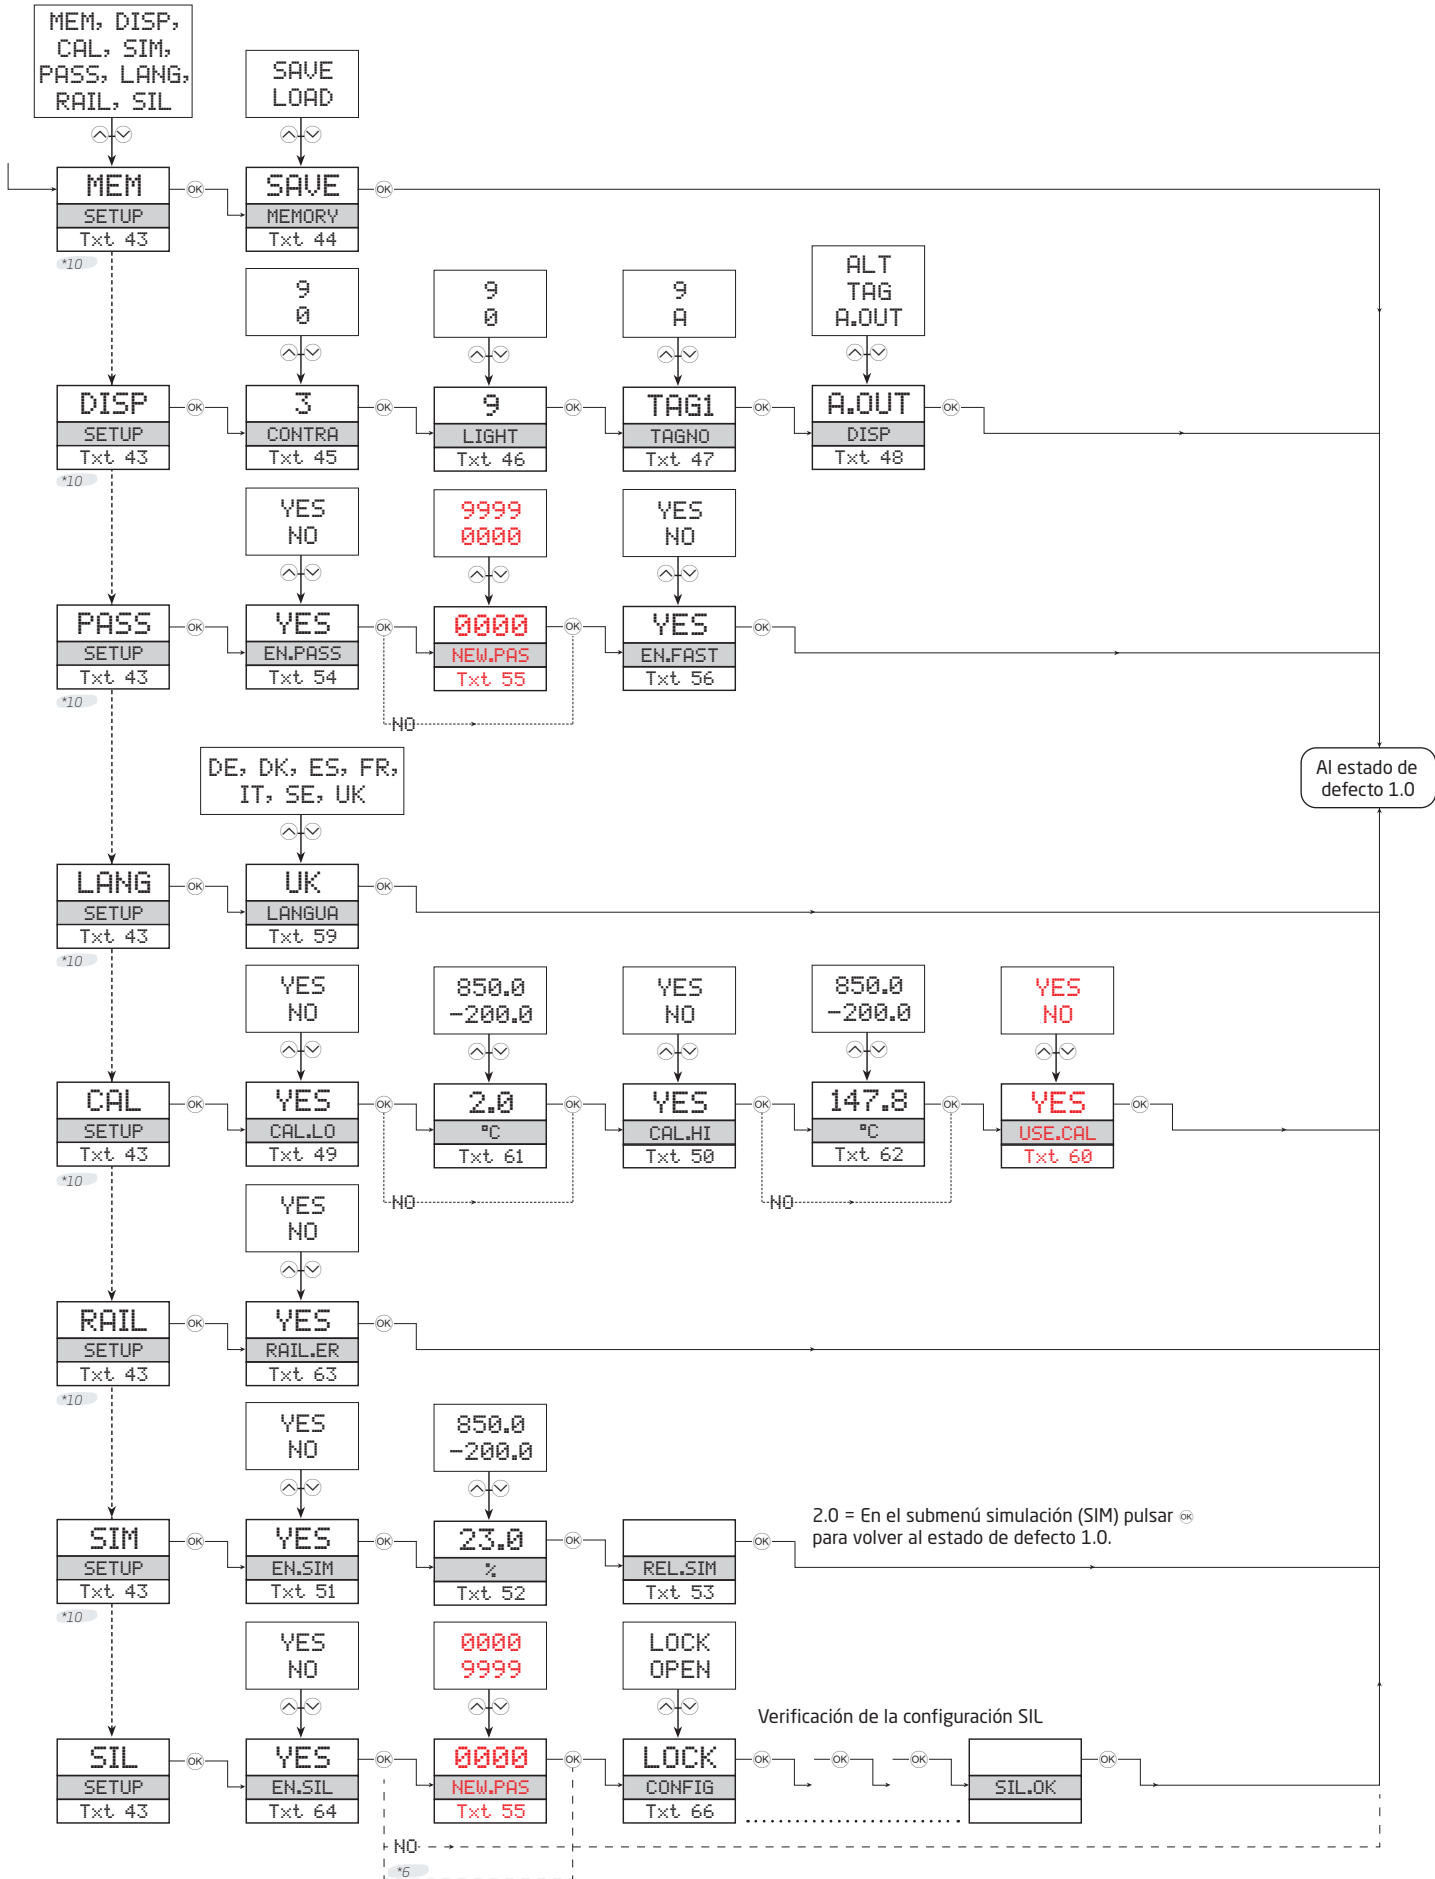 MEM, DISP,
CAL, SIM,
PASS, LANG,
RAIL, SIL
SAVE
LOAD
MEM
SETUP
Txt 43
*10
OK
SAVE
MEMORY
Txt 44
OK
9
0
9
0
9
A
ALT
TAG
A.OUT
DISP
SETUP
Txt 43
*10
OK
3
CONTRA
Txt 45
OK
9
LIGHT
Txt 46
OK
TAG1
TAGNO
Txt 47
OK
A.OUT
DISP
Txt 48
OK
YES
NO
9999
0000
YES
NO
PASS
SETUP
Txt 43
*10
OK
YES
EN.PASS
Txt 54
OK
NO
0000
NEW.PAS
Txt 55
OK
YES
EN.FAST
Txt 56
OK
DE, DK, ES, FR,
IT, SE, UK
Al estado de
defecto 1.0
LANG
SETUP
Txt 43
*10
OK
UK
LANGUA
Txt 59
OK
YES
NO
850.0
-200.0
YES
NO
850.0
-200.0
YES
NO
CAL
SETUP
Txt 43
*10
OK
YES
CAL.LO
Txt 49
OK
NO
2.0
°C
Txt 61
OK
YES
CAL.HI
Txt 50
OK
NO
147.8
°C
Txt 62
OK
YES
USE.CAL
Txt 60
OK
YES
NO
RAIL
SETUP
Txt 43
*10
OK
YES
RAIL.ER
Txt 63
OK
YES
NO
850.0
-200.0
SIM
SETUP
Txt 43
*10
OK
YES
EN.SIM
Txt 51
OK
23.0
%
Txt 52
OK
REL.SIM
Txt 53
OK
2.0 = En el submenú simulación (SIM) pulsar OK
para volver al estado de defecto 1.0.
YES
NO
0000
9999
LOCK
OPEN
Verificación de la configuración SIL
SIL
SETUP
Txt 43
OK
YES
EN.SIL
Txt 64
OK
NO
*6
0000
NEW.PAS
Txt 55
OK
LOCK
CONFIG
Txt 66
OK
OK
OK
SIL.OK
OK